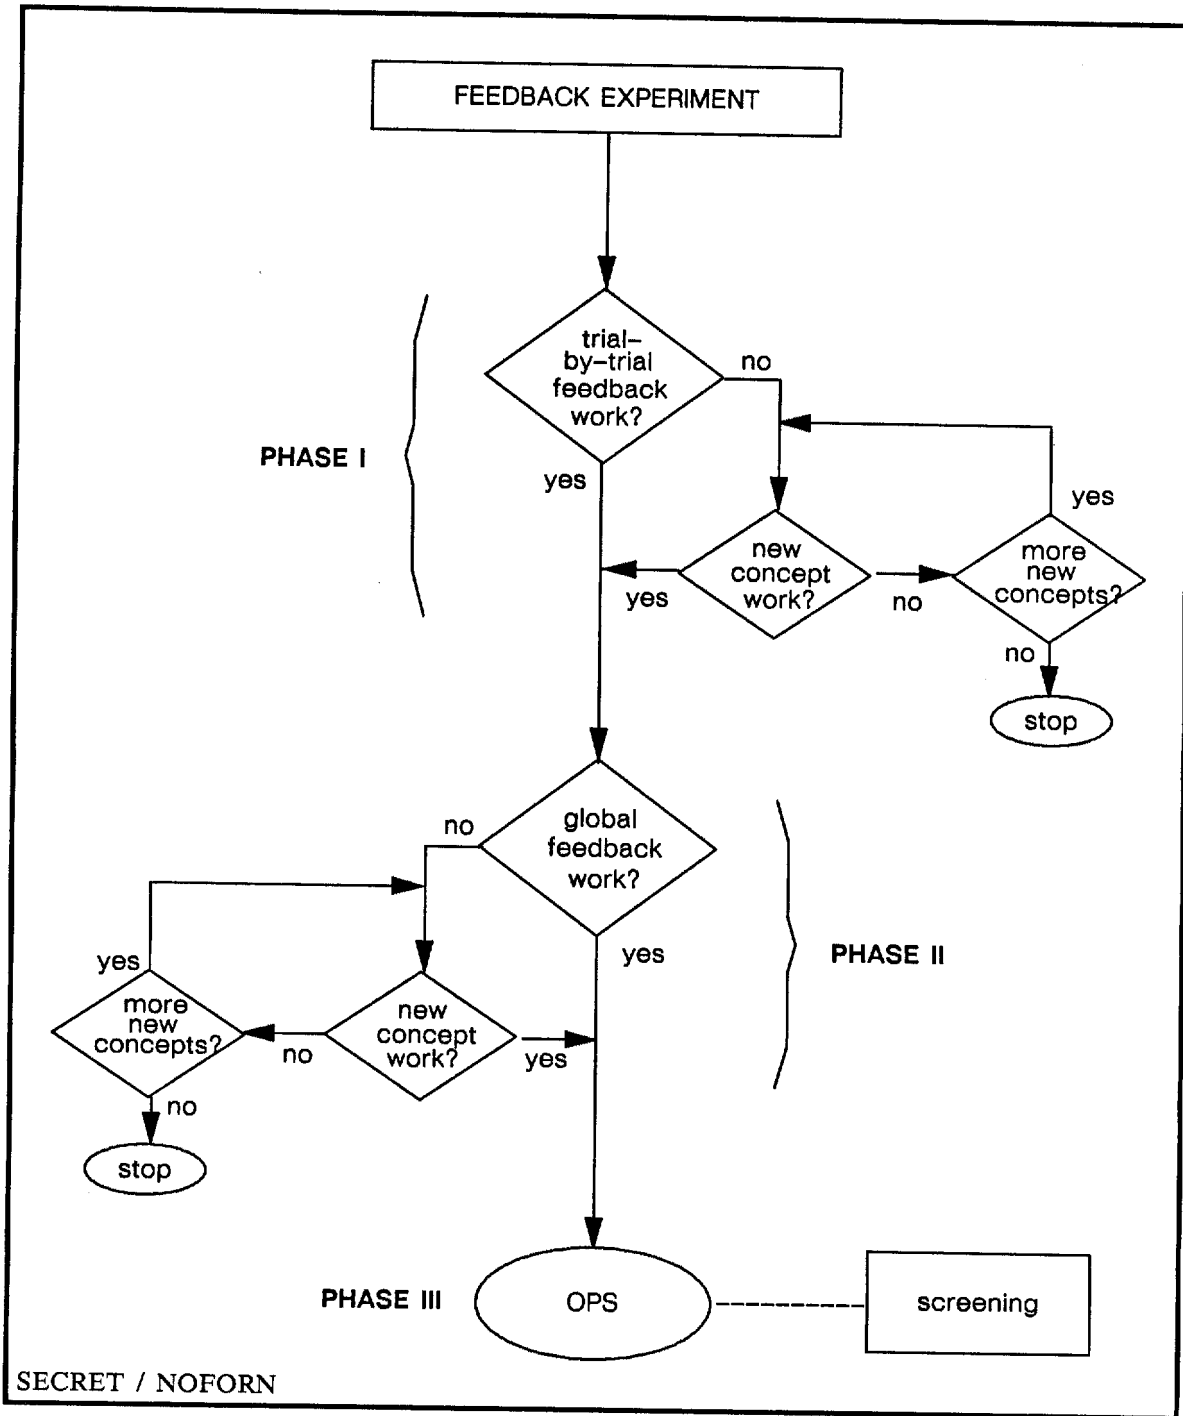 FEEDBACK EXPERIMENT
trial–
by–trial
feedback
work?
no
yes
PHASE I
new
concept
work?
yes
no
more
new
concepts?
yes
no
stop
global
feedback
work?
no
yes
PHASE II
new
concept
work?
no
yes
more
new
concepts?
yes
no
stop
PHASE III
OPS
screening
SECRET / NOFORN